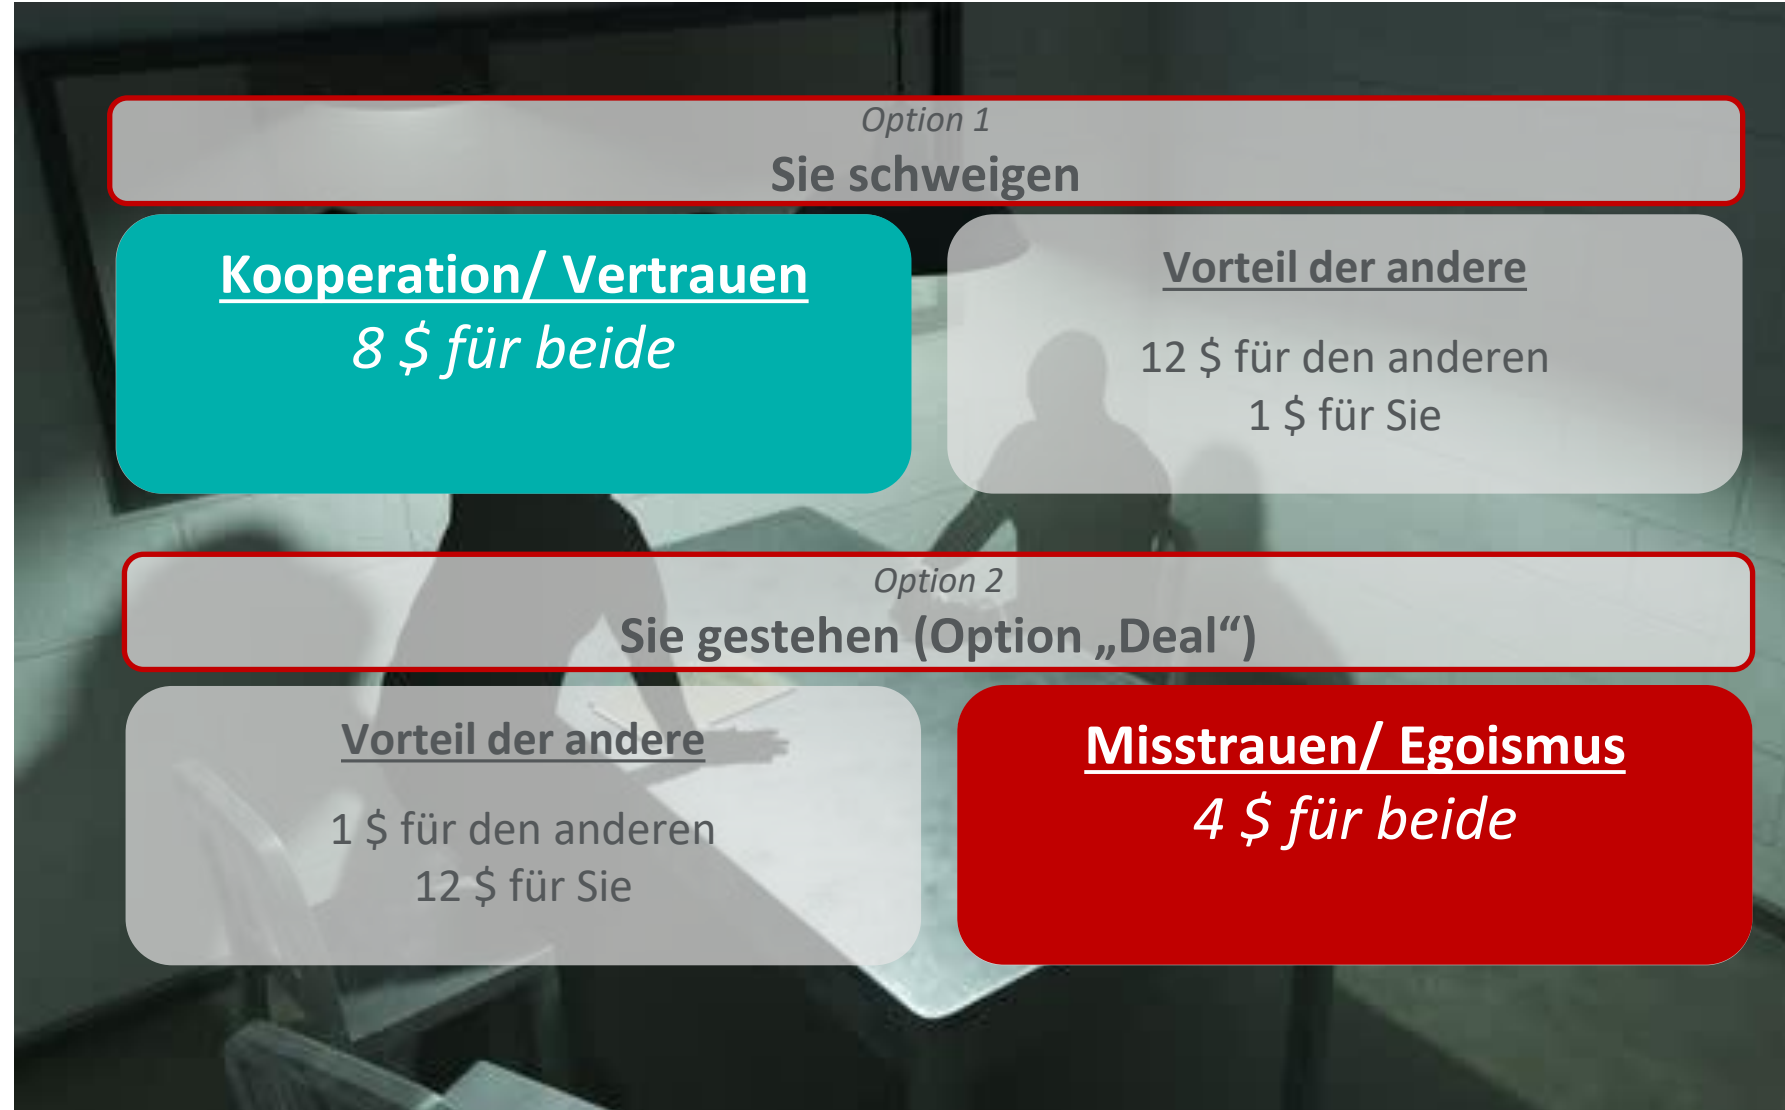 Option 1
Sie schweigen
Kooperation/ Vertrauen
8 $ für beide
Vorteil der andere
12 $ für den anderen
1 $ für Sie
Option 2
Sie gestehen (Option „Deal“)
Vorteil der andere
1 $ für den anderen
12 $ für Sie
Misstrauen/ Egoismus
4 $ für beide